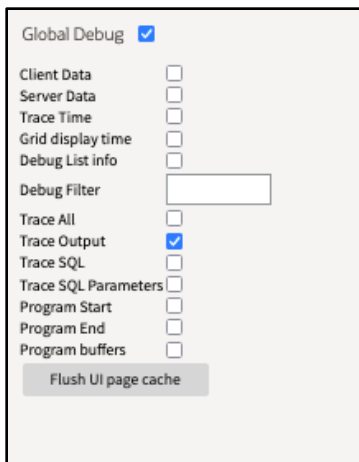 Global Debug
Client Data
Server Data
Trace Time
Grid display time
Debug List info
Debug Filter
Trace All
Trace Output
Trace SQL
Trace SQL Parameters
Program Start
Program End
Program buffers
Flush UI page cache